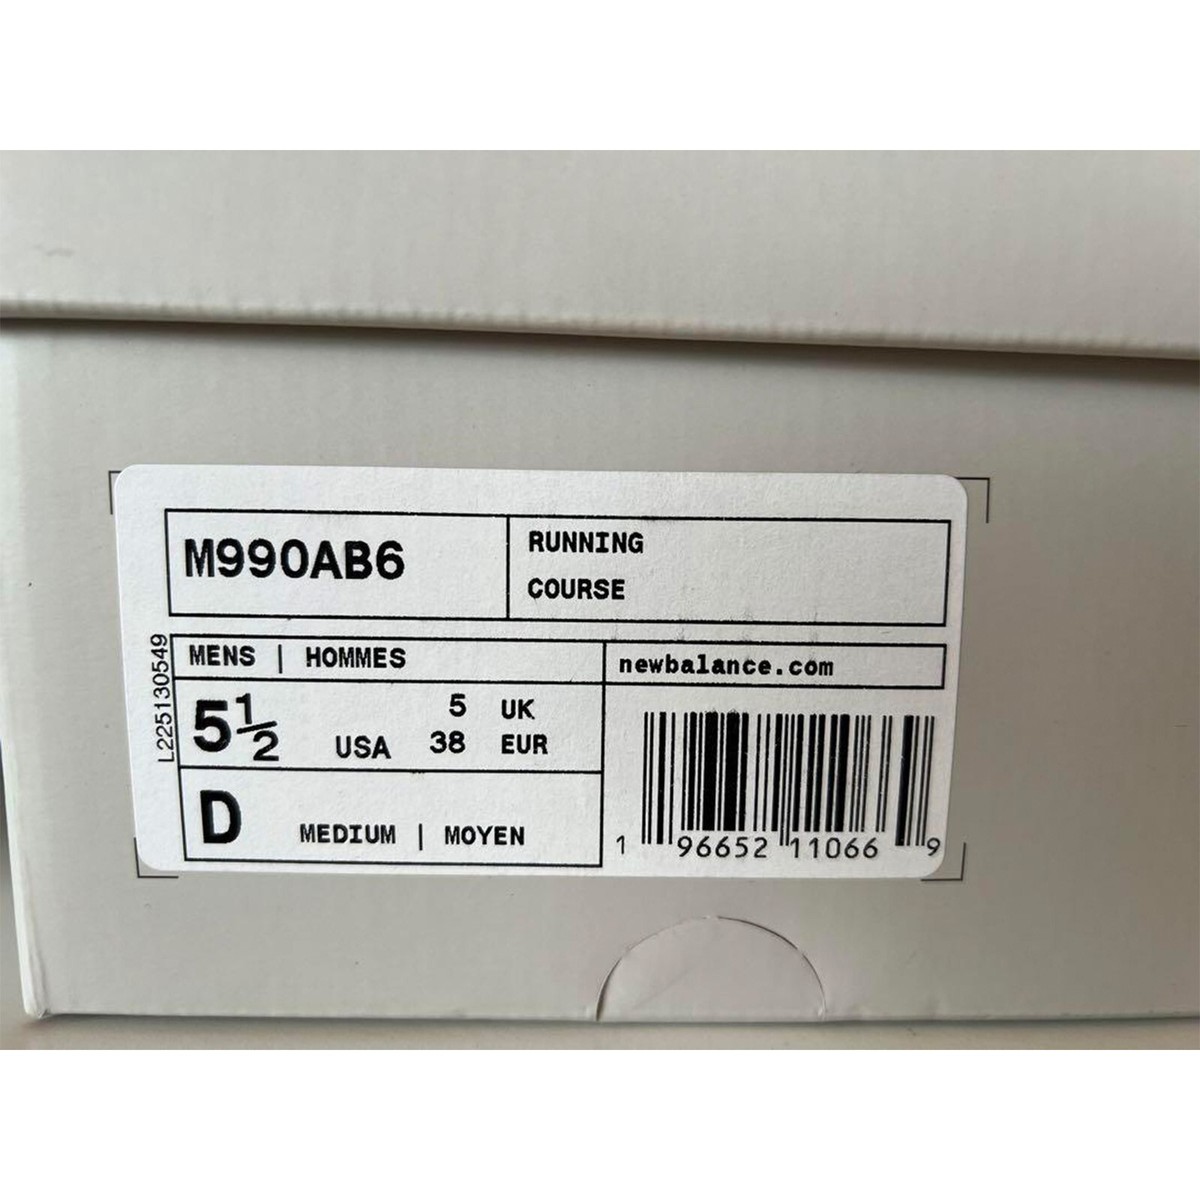 M990AB6
RUNNING
COURSE
L225130549
MENS | HOMMES
newbalance.com
5½ USA
5 UK
38 EUR
D MEDIUM | MOYEN
1 96652 11066 9